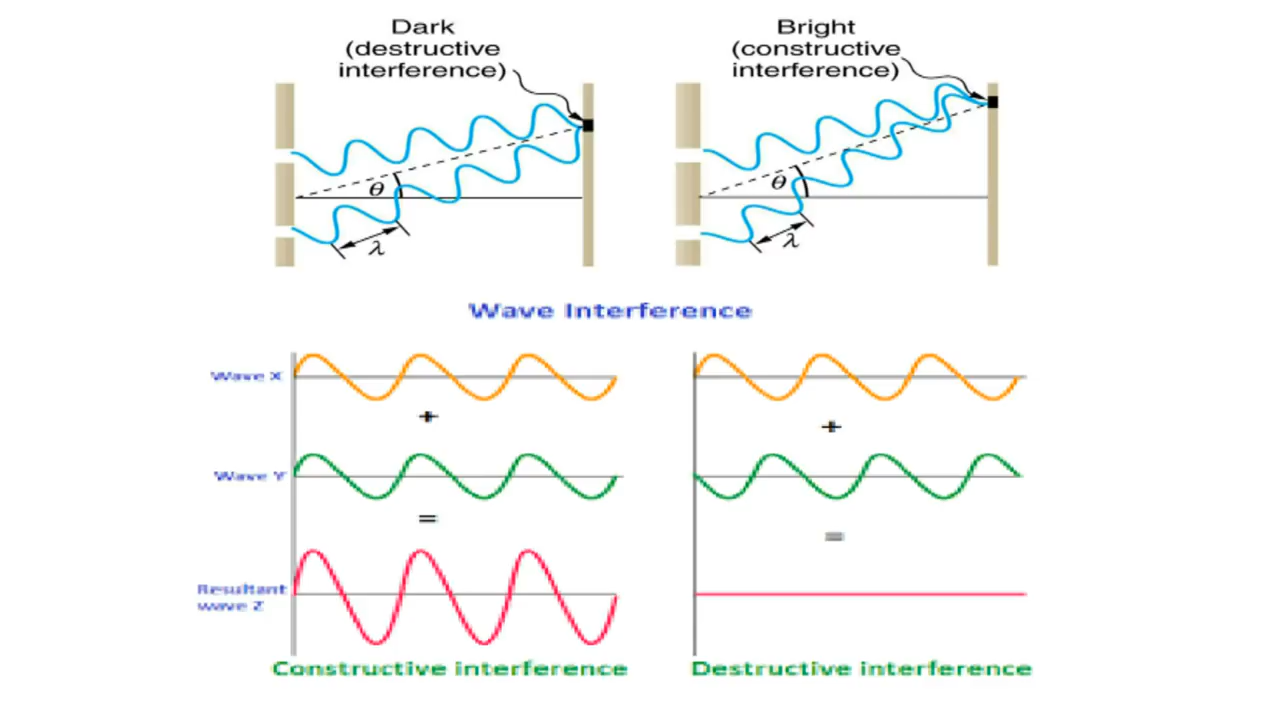 Dark
(destructive
interference)
Bright
(constructive
interference)
θ
λ
θ
λ
Wave Interference
Wave X
+
+
Wave Y
=
=
Resultant
wave Z
Constructive interference
Destructive interference